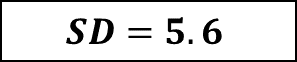 SD = 5.6